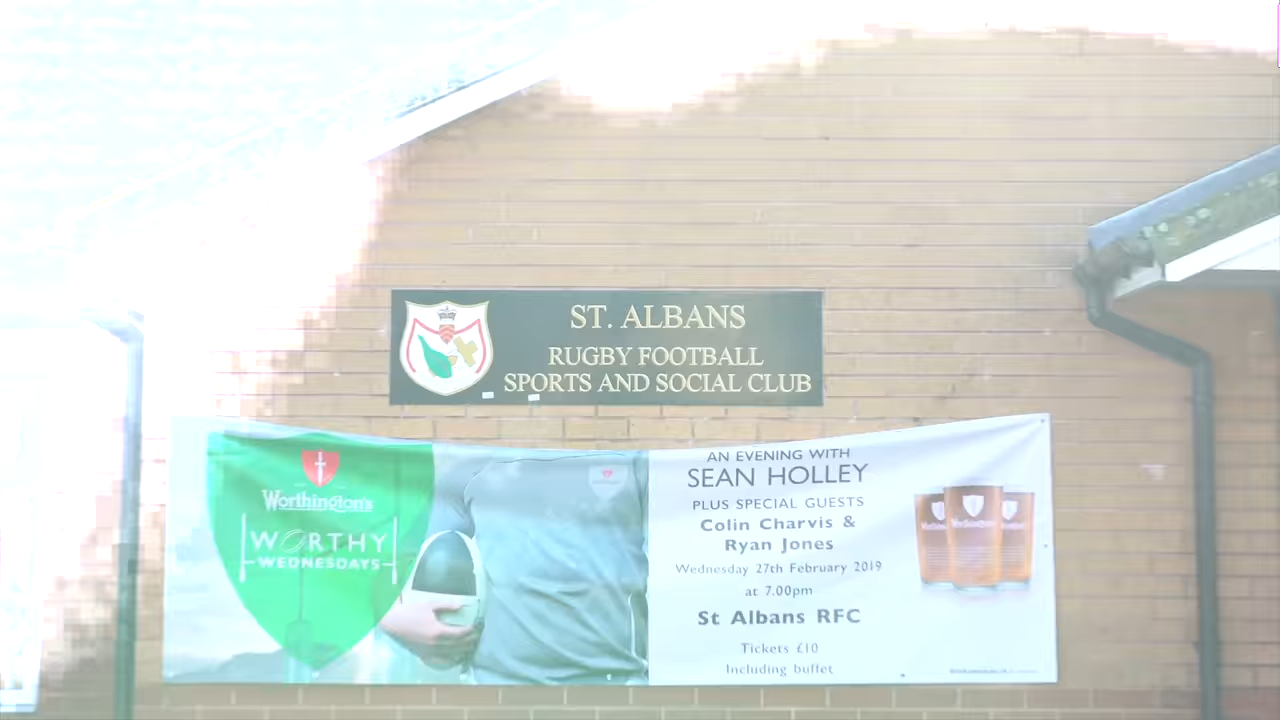 ST. ALBANS
RUGBY FOOTBALL
SPORTS AND SOCIAL CLUB
Worthington's
WORTHY
WEDNESDAYS
AN EVENING WITH
SEAN HOLLEY
PLUS SPECIAL GUESTS
Colin Charvis &
Ryan Jones
Wednesday 27th February 2019
at 7.00pm
St Albans RFC
Tickets £10
Including buffet